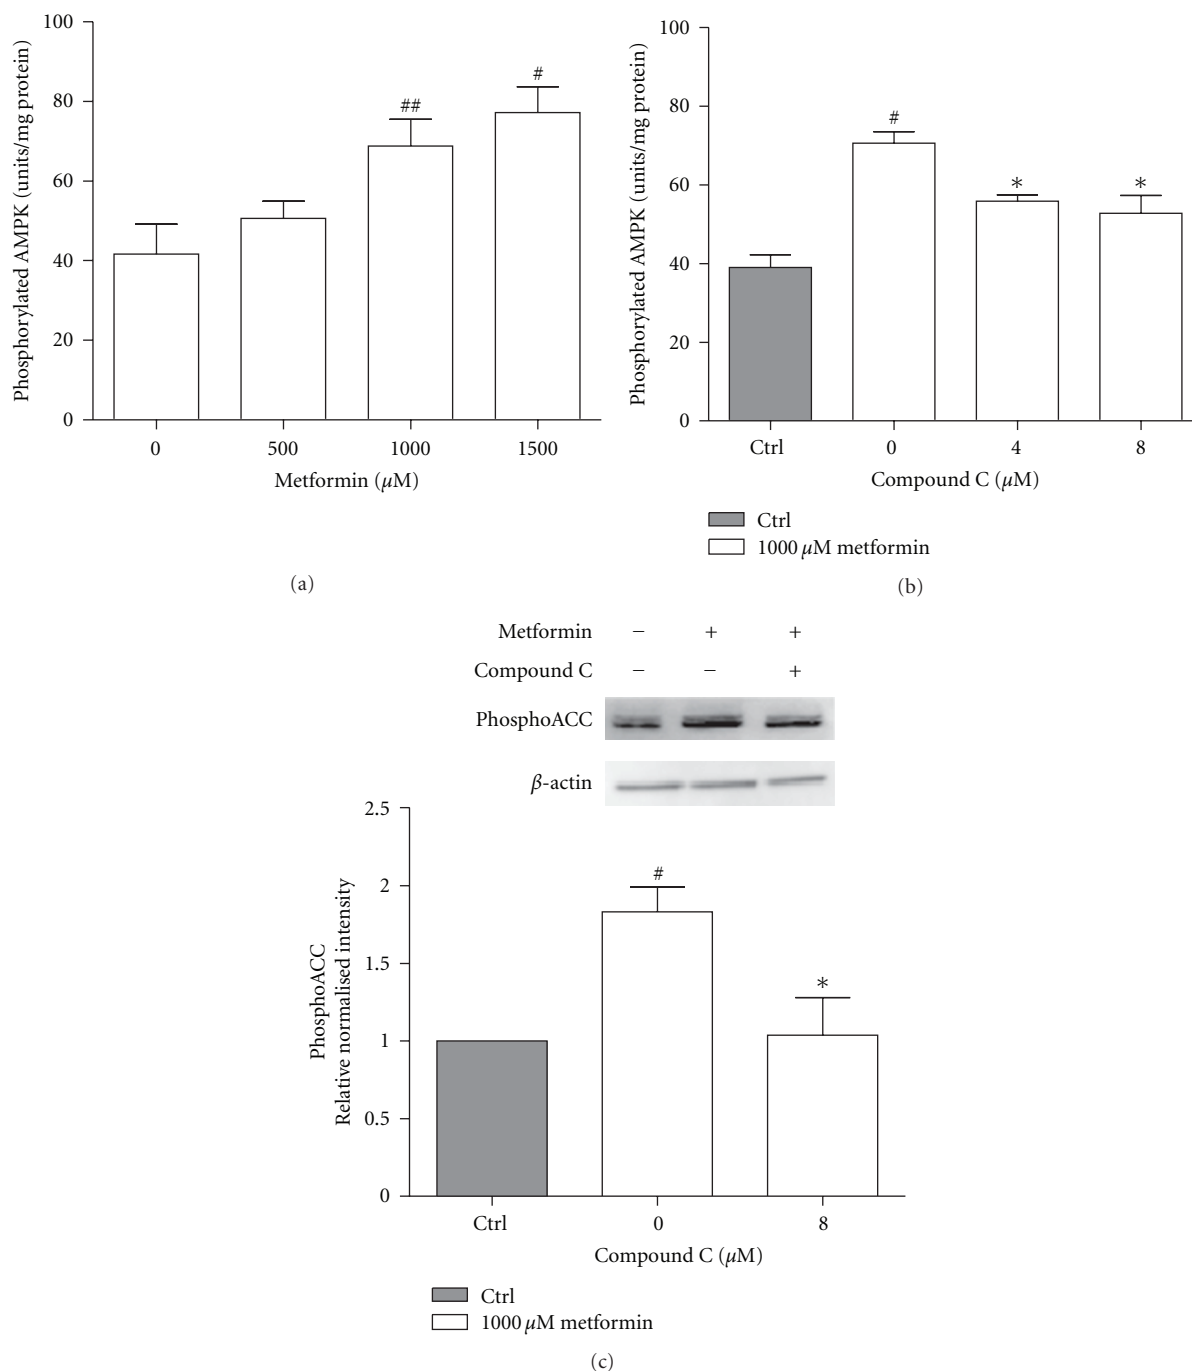 Phosphorylated AMPK (units/mg protein)
100
80
60
40
20
0
##
#
0 500 1000 1500
Metformin (μM)
(a)
Phosphorylated AMPK (units/mg protein)
100
80
60
40
20
0
#
*
*
Ctrl 0 4 8
Compound C (μM)
Ctrl
1000 μM metformin
(b)
Metformin − + +
Compound C − − +
PhosphoACC
β-actin
PhosphoACC
Relative normalised intensity
2.5
2
1.5
1
0.5
0
#
*
Ctrl 0 8
Compound C (μM)
Ctrl
1000 μM metformin
(c)